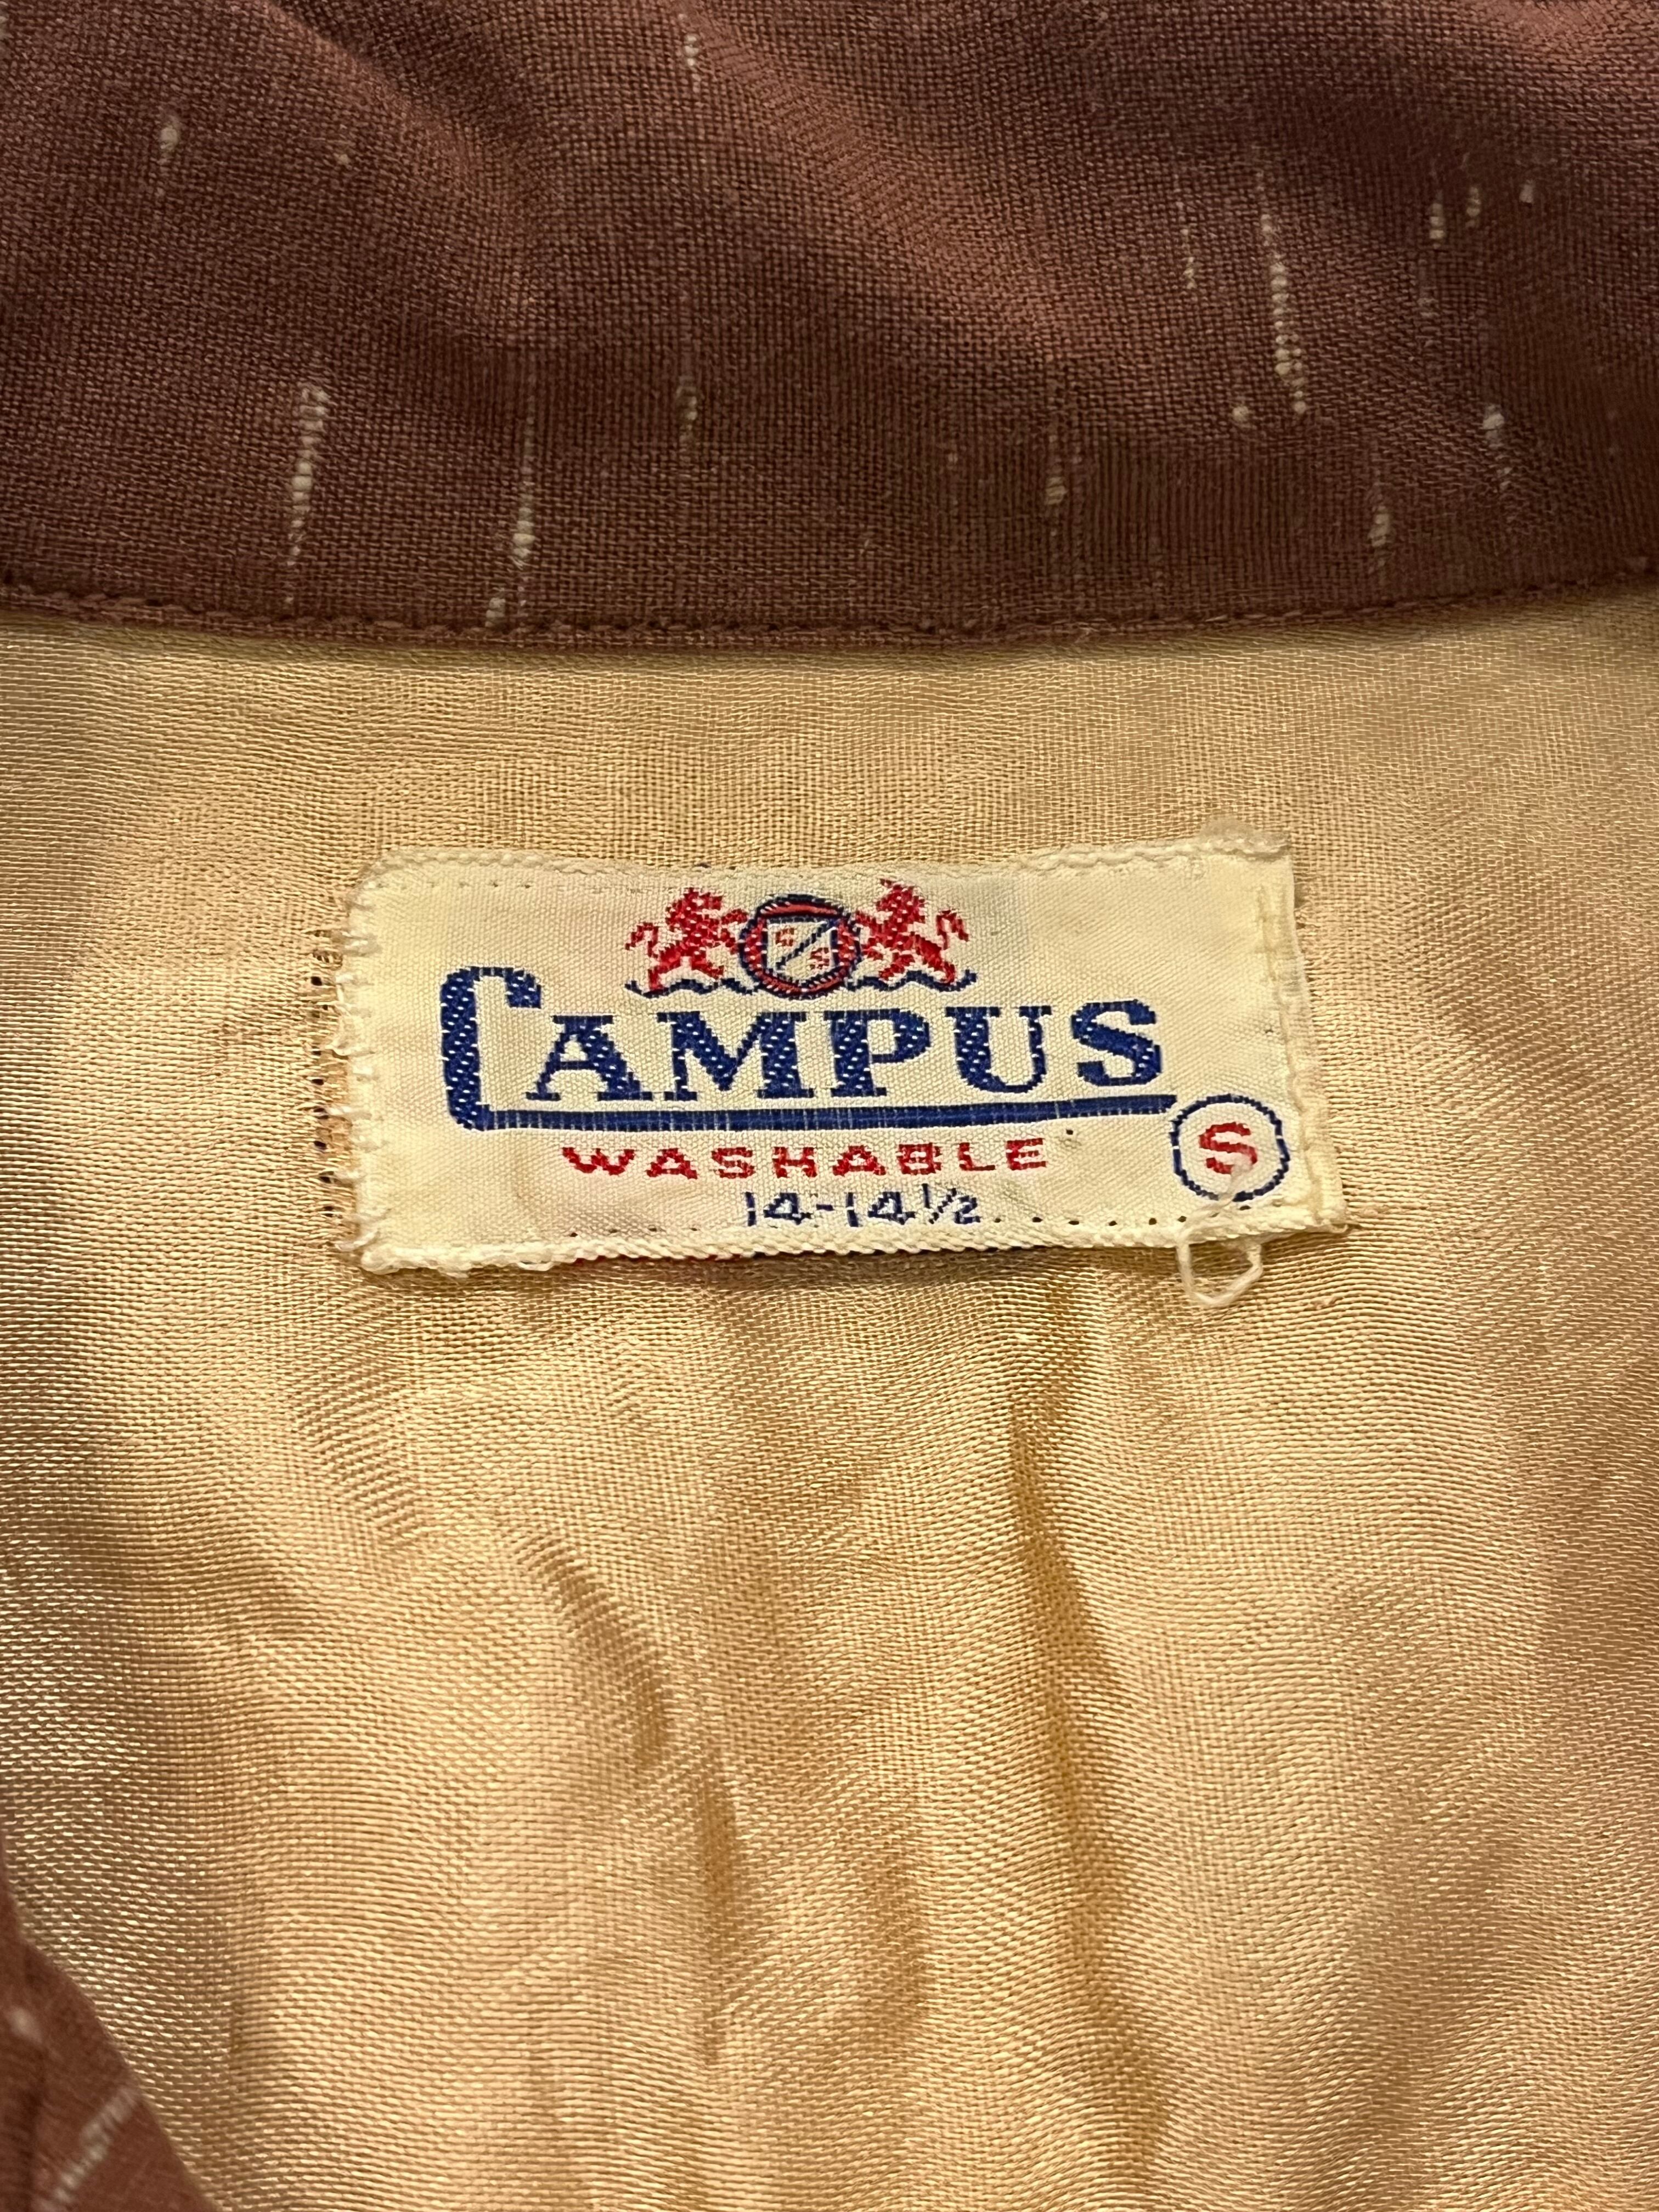 C S
CAMPUS
WASHABLE S
14-14½